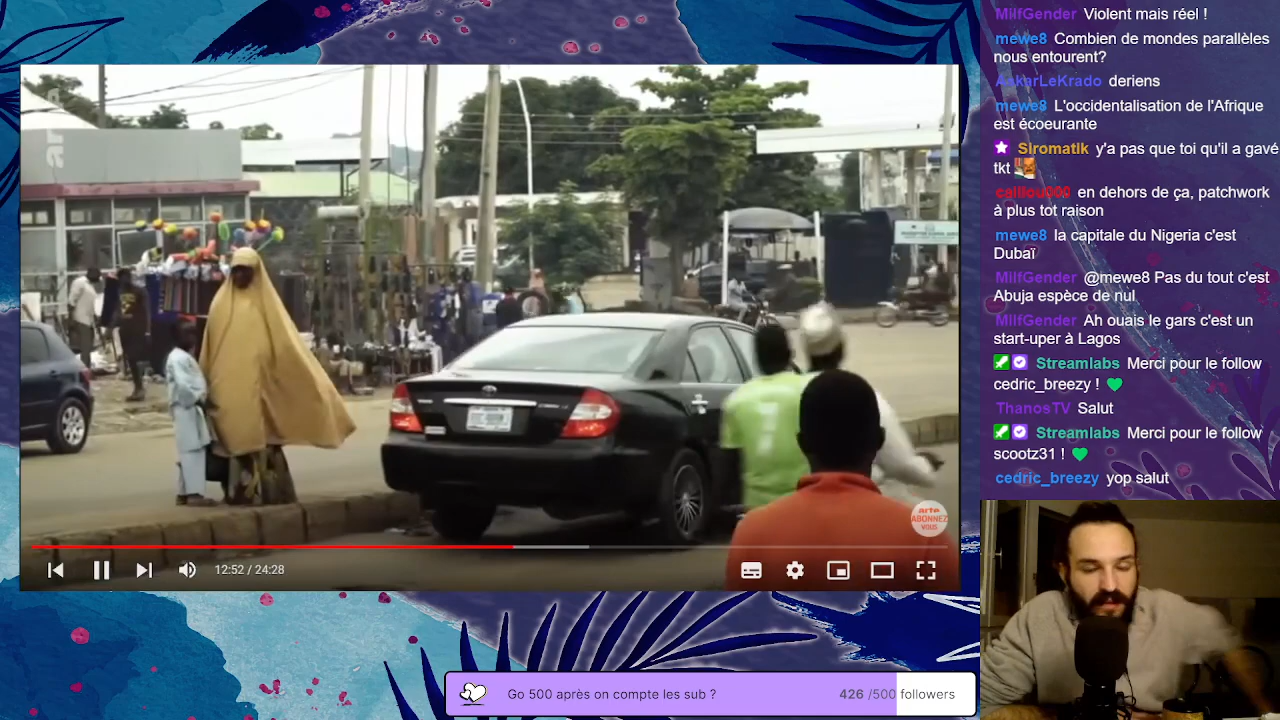 arte
ABONNEZ
VOUS
12:52 / 24:28
MilfGender Violent mais réel !
mewe8 Combien de mondes parallèles
nous entourent?
AskarLeKrado deriens
mewe8 L'occidentalisation de l'Afrique
est écoeurante
Siromatik y'a pas que toi qu'il a gavé
tkt
caillou000 en dehors de ça, patchwork
à plus tot raison
mewe8 la capitale du Nigeria c'est
Dubaï
MilfGender @mewe8 Pas du tout c'est
Abuja espèce de nul
MilfGender Ah ouais le gars c'est un
start-uper à Lagos
Streamlabs Merci pour le follow
cedric_breezy !
ThanosTV Salut
Streamlabs Merci pour le follow
scootz31 !
cedric_breezy yop salut
Go 500 après on compte les sub ?
426 /500 followers